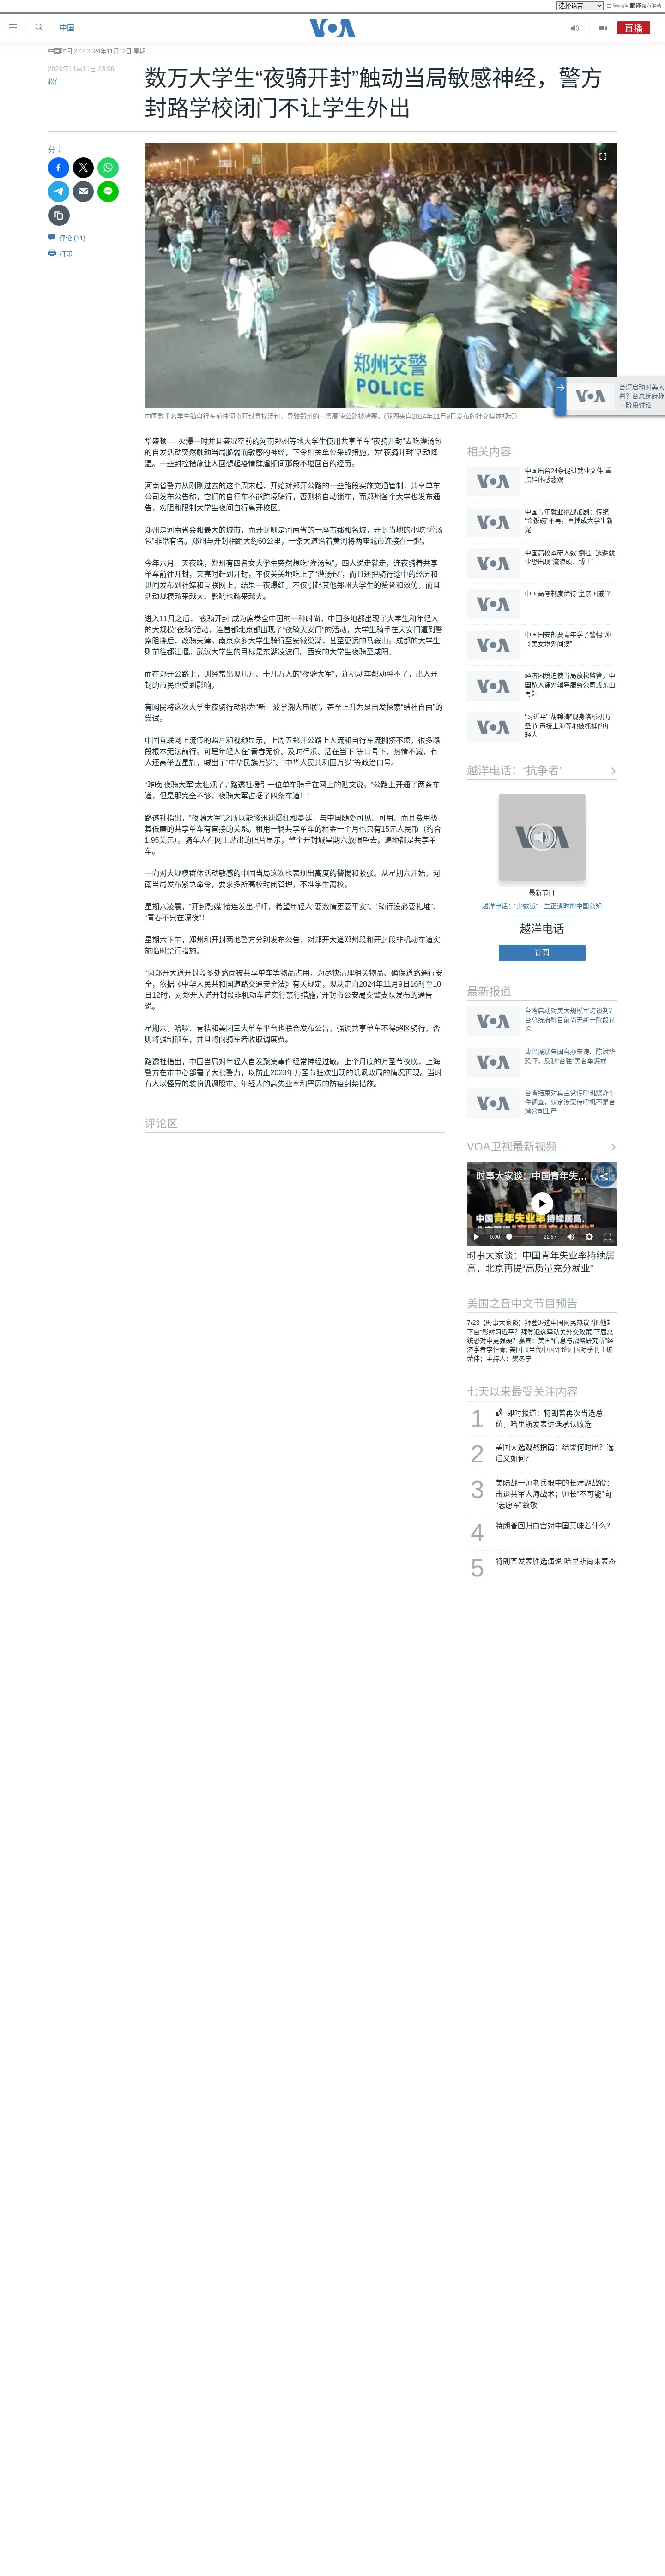 选择语言
由 Google 翻译强力驱动
中国
VOA
直播
中国时间 2:42 2024年11月12日 星期二
2024年11月11日 23:06
松仁
数万大学生“夜骑开封”触动当局敏感神经，警方
封路学校闭门不让学生外出
分享
评论 (11)
打印
郑州交警
POLICE
中国数千名学生骑自行车前往河南开封寻找汤包，导致郑州的一条高速公路被堵塞。(截图来自2024年11月9日发布的社交媒体视频)
VOA
台湾启动对美大
判？台总统府称
一阶段讨论
华盛顿 — 火爆一时并且盛况空前的河南郑州等地大学生使用共享单车“夜骑开封”去吃灌汤包
的自发活动突然触动当局脆弱而敏感的神经，下令相关单位采取措施，为“夜骑开封”活动降
温。一些封控措施让人回想起疫情肆虐期间那段不堪回首的经历。
河南省警方从刚刚过去的这个周末起，开始对郑开公路的一些路段实施交通管制，共享单车
公司发布公告称，它们的自行车不能跨境骑行，否则将自动锁车，而郑州各个大学也发布通
告，劝阻和限制大学生夜间自行离开校区。
郑州是河南省会和最大的城市，而开封则是河南省的一座古都和名城，开封当地的小吃“灌汤
包”非常有名。郑州与开封相距大约60公里，一条大道沿着黄河将两座城市连接在一起。
今年六月一天夜晚，郑州有四名女大学生突然想吃“灌汤包”。四人说走就走，连夜骑着共享
单车前往开封，天亮时赶到开封，不仅美美地吃上了“灌汤包”，而且还把骑行途中的经历和
见闻发布到社媒和互联网上，结果一夜爆红，不仅引起其他郑州大学生的赞誉和效仿，而且
活动规模越来越大、影响也越来越大。
进入11月之后，“夜骑开封”成为席卷全中国的一种时尚，中国多地都出现了大学生和年轻人
的大规模“夜骑”活动，连首都北京都出现了“夜骑天安门”的活动，大学生骑手在天安门遭到警
方阻拦，改骑天津。南京众多大学生骑行至安徽巢湖，甚至更远的马鞍山。成都的大学生则
则前往都江堰。武汉大学生的目标是东湖凌波门。西安的大学生夜骑至咸阳。
而在郑开公路上，则经常出现几万、十几万人的“夜骑大军”，连机动车都动弹不了，出入开
封的市民也受到影响。
有网民将这次大学生夜骑行动称为“新一波学潮大串联”，甚至上升为是自发探索“结社自由”的
尝试。
中国互联网上流传的照片和视频显示，上周五郑开公路上人流和自行车流拥挤不堪，很多路
段根本无法前行。可是年轻人在“青春无价、及时行乐、活在当下”等口号下，热情不减，有
人还高举五星旗，喊出了“中华民族万岁”、“中华人民共和国万岁”等政治口号。
“昨晚‘夜骑大军’太壮观了，”路透社援引一位单车骑手在网上的贴文说。“公路上开通了两条车
道，但是那完全不够，夜骑大军占据了四条车道！”
路透社指出，“夜骑大军”之所以能够迅速爆红和蔓延，与中国随处可见、可用、而且费用极
其低廉的共享单车有直接的关系。租用一辆共享单车的租金一个月也只有15元人民币（约合
1.95美元）。骑车人在网上贴出的照片显示，整个开封城星期六放眼望去，遍地都是共享单
车。
一向对大规模群体活动敏感的中国当局这次也表现出高度的警惕和紧张。从星期六开始，河
南当局发布紧急命令，要求多所高校封闭管理，不准学生离校。
星期六凌晨，“开封融媒”接连发出呼吁，希望年轻人“要激情更要平安”、“骑行没必要扎堆”、
“青春不只在深夜”！
星期六下午，郑州和开封两地警方分别发布公告，对郑开大道郑州段和开封段非机动车道实
施临时禁行措施。
“因郑开大道开封段多处路面被共享单车等物品占用，为尽快清理相关物品、确保道路通行安
全，依据《中华人民共和国道路交通安全法》有关规定，现决定自2024年11月9日16时至10
日12时，对郑开大道开封段非机动车道实行禁行措施，”开封市公安局交警支队发布的通告
说。
星期六，哈啰、青桔和美团三大单车平台也联合发布公告，强调共享单车不得超区骑行，否
则将强制锁车，并且将向骑车者收取调度费。
路透社指出，中国当局对年轻人自发聚集事件经常神经过敏。上个月底的万圣节夜晚，上海
警方在市中心部署了大批警力，以防止2023年万圣节狂欢出现的讥讽政局的情况再现。当时
有人以怪异的装扮讥讽股市、年轻人的高失业率和严厉的防疫封禁措施。
评论区
相关内容
VOA
中国出台24条促进就业文件 重
点群体感悲观
VOA
中国青年就业挑战加剧：传统
“金饭碗”不再，直播成大学生新
宠
VOA
中国高校本研人数“倒挂” 逃避就
业恐出现“流浪硕、博士”
VOA
中国高考制度优待“皇亲国戚”？
VOA
中国国安部要青年学子警惕“帅
哥美女境外间谍”
VOA
经济困境迫使当局放松监管，中
国私人课外辅导服务公司或东山
再起
VOA
“习近平”“胡锦涛”现身洛杉矶万
圣节 声援上海等地被抓捕的年
轻人
越洋电话：“抗争者”
VOA
最新节目
越洋电话：“少数派” - 生正逢时的中国公知
越洋电话
订阅
最新报道
VOA
台湾启动对美大规模军购谈判？
台总统府称目前尚无新一阶段讨
论
VOA
曹兴诚状告国台办宋涛、陈斌华
恐吓，反制“台独”黑名单惩戒
VOA
台湾结束对真主党传呼机爆炸事
件调查，认定涉案传呼机不是台
湾公司生产
VOA卫视最新视频
时事大家谈：中国青年失...
中国青年失业率持续居高，
0:00
22:57
时事大家谈：中国青年失业率持续居
高，北京再提“高质量充分就业”
美国之音中文节目预告
7/23【时事大家谈】拜登退选中国网民热议 “把他赶
下台”影射习近平？拜登退选牵动美外交政策 下届总
统恐对中更强硬？嘉宾：美国“信息与战略研究所”经
济学者李恒青; 美国《当代中国评论》国际季刊主编
荣伟；主持人：樊冬宁
七天以来最受关注内容
1
即时报道：特朗普再次当选总
统，哈里斯发表讲话承认败选
2
美国大选观战指南：结果何时出？选
后又如何？
3
美陆战一师老兵眼中的长津湖战役：
击退共军人海战术；师长“不可能”向
“志愿军”致敬
4
特朗普回归白宫对中国意味着什么？
5
特朗普发表胜选演说 哈里斯尚未表态